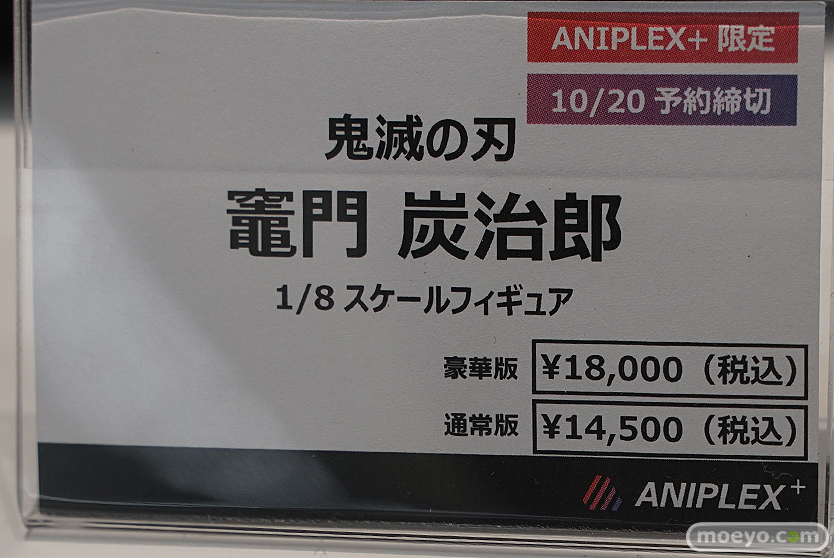 ANIPLEX+ 限定
10/20 予約締切
鬼滅の刃
竈門 炭治郎
1/8 スケールフィギュア
豪華版 ¥18,000（税込）
通常版 ¥14,500（税込）
ANIPLEX+
moeyo.com